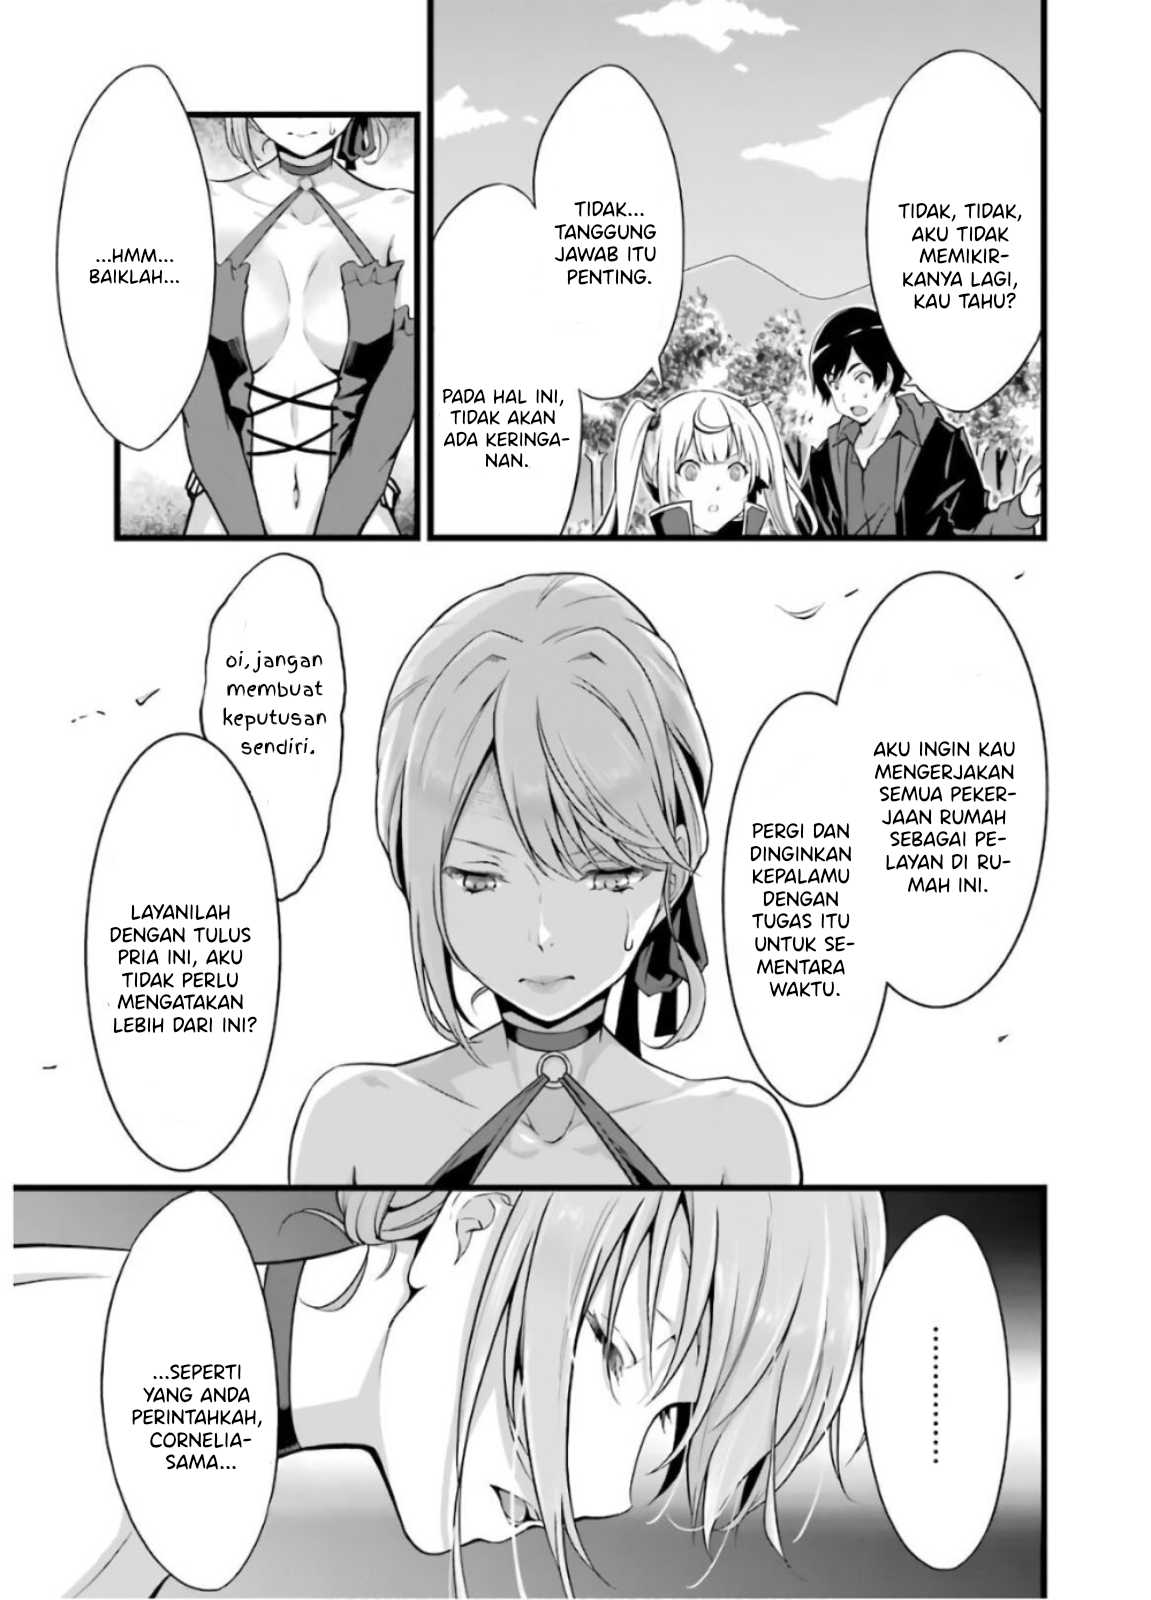 TIDAK, TIDAK,
AKU TIDAK
MEMIKIR-
KANYA LAGI,
KAU TAHU?
TIDAK...
TANGGUNG
JAWAB ITU
PENTING.
PADA HAL INI,
TIDAK AKAN
ADA KERINGA-
NAN.
...HMM...
BAIKLAH...
AKU INGIN KAU
MENGERJAKAN
SEMUA PEKER-
JAAN RUMAH
SEBAGAI PE-
LAYAN DI RU-
MAH INI.
PERGI DAN
DINGINKAN
KEPALAMU
DENGAN
TUGAS ITU
UNTUK SE-
MENTARA
WAKTU.
oi, jangan
membuat
keputusan
sendiri.
LAYANILAH
DENGAN TULUS
PRIA INI, AKU
TIDAK PERLU
MENGATAKAN
LEBIH DARI INI?
..............
...SEPERTI
YANG ANDA
PERINTAHKAH,
CORNELIA-
SAMA...